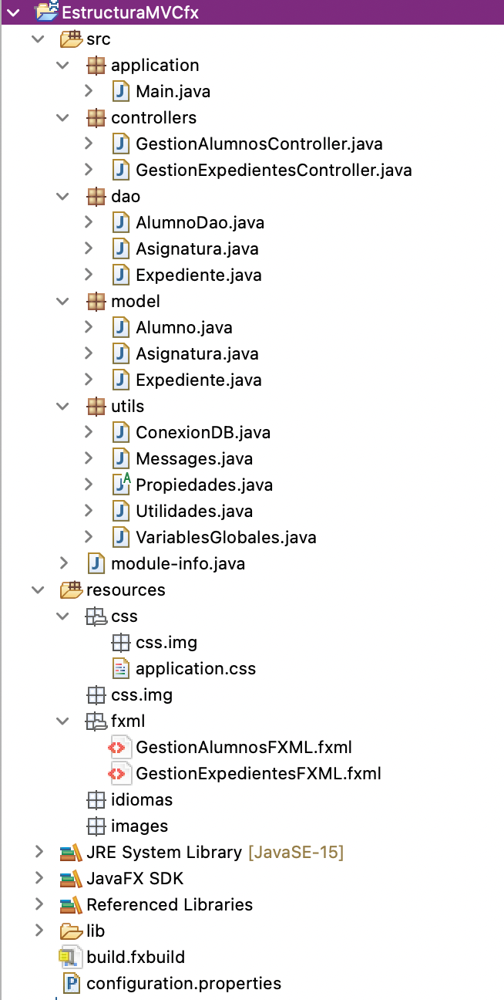 EstructuraMVCfx
src
application
Main.java
controllers
GestionAlumnosController.java
GestionExpedientesController.java
dao
AlumnoDao.java
Asignatura.java
Expediente.java
model
Alumno.java
Asignatura.java
Expediente.java
utils
ConexionDB.java
Messages.java
Propiedades.java
Utilidades.java
VariablesGlobales.java
module-info.java
resources
css
css.img
application.css
css.img
fxml
GestionAlumnosFXML.fxml
GestionExpedientesFXML.fxml
idiomas
images
JRE System Library [JavaSE-15]
JavaFX SDK
Referenced Libraries
lib
build.fxbuild
configuration.properties